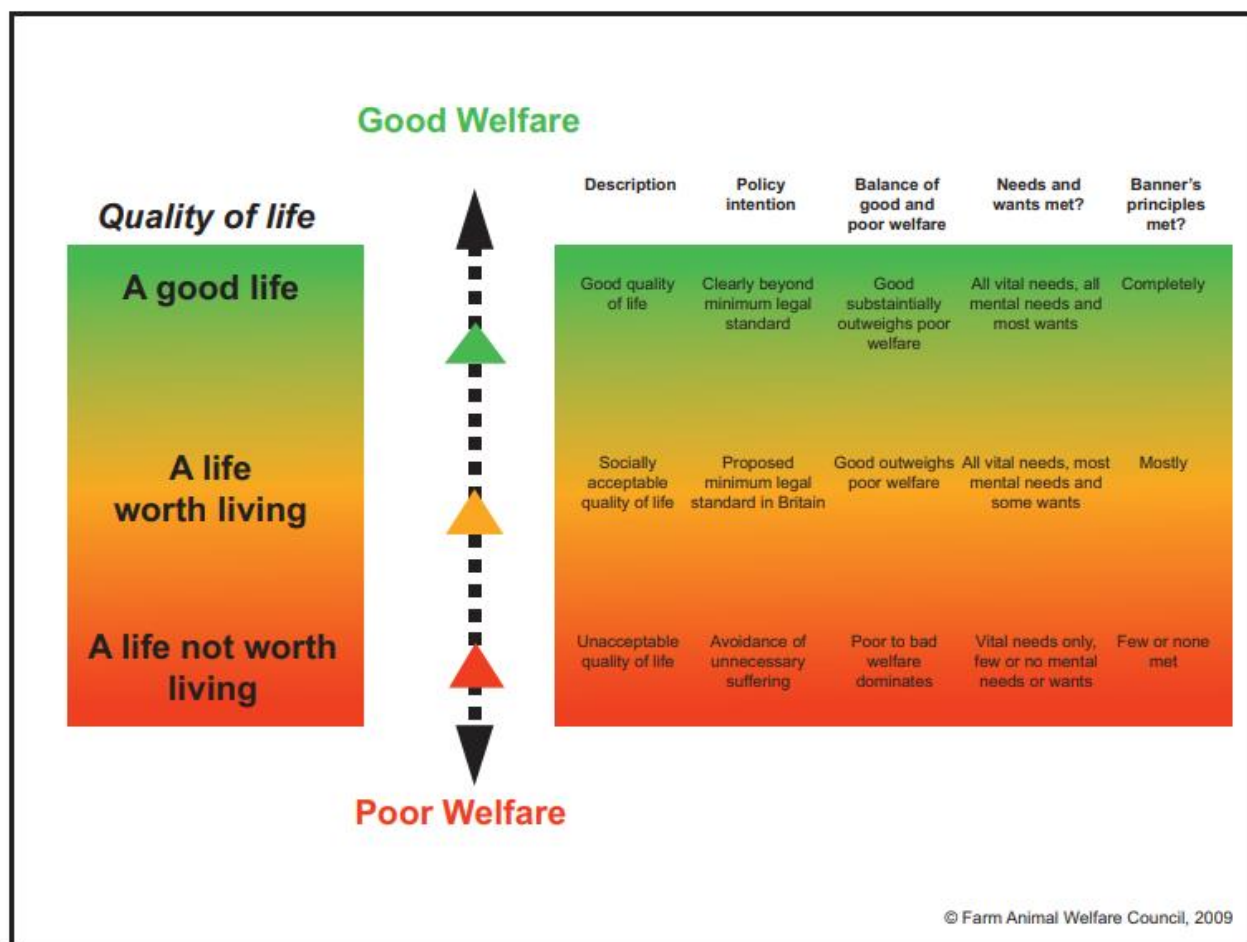 Good Welfare
Quality of life
Description
Policy
intention
Balance of
good and
poor welfare
Needs and
wants met?
Banner's
principles
met?
A good life
Good quality
of life
Clearly beyond
minimum legal
standard
Good
substaintially
outweighs poor
welfare
All vital needs, all
mental needs and
most wants
Completely
A life
worth living
Socially
acceptable
quality of life
Proposed
minimum legal
standard in Britain
Good outweighs
poor welfare
All vital needs, most
mental needs and
some wants
Mostly
A life not worth
living
Unacceptable
quality of life
Avoidance of
unnecessary
suffering
Poor to bad
welfare
dominates
Vital needs only,
few or no mental
needs or wants
Few or none
met
Poor Welfare
© Farm Animal Welfare Council, 2009